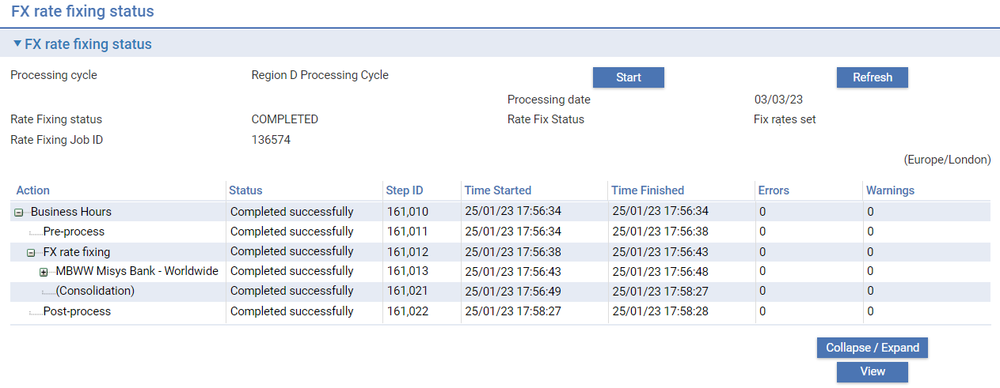 FX rate fixing status
FX rate fixing status
Processing cycle Region D Processing Cycle Start Refresh
Processing date 03/03/23
Rate Fixing status COMPLETED Rate Fix Status Fix rates set
Rate Fixing Job ID 136574
(Europe/London)
Action Status Step ID Time Started Time Finished Errors Warnings
Business Hours Completed successfully 161,010 25/01/23 17:56:34 25/01/23 17:56:34 0 0
Pre-process Completed successfully 161,011 25/01/23 17:56:34 25/01/23 17:56:38 0 0
FX rate fixing Completed successfully 161,012 25/01/23 17:56:38 25/01/23 17:56:43 0 0
MBWW Misys Bank - Worldwide Completed successfully 161,013 25/01/23 17:56:43 25/01/23 17:56:48 0 0
(Consolidation) Completed successfully 161,021 25/01/23 17:56:49 25/01/23 17:58:27 0 0
Post-process Completed successfully 161,022 25/01/23 17:58:27 25/01/23 17:58:28 0 0
Collapse / Expand
View